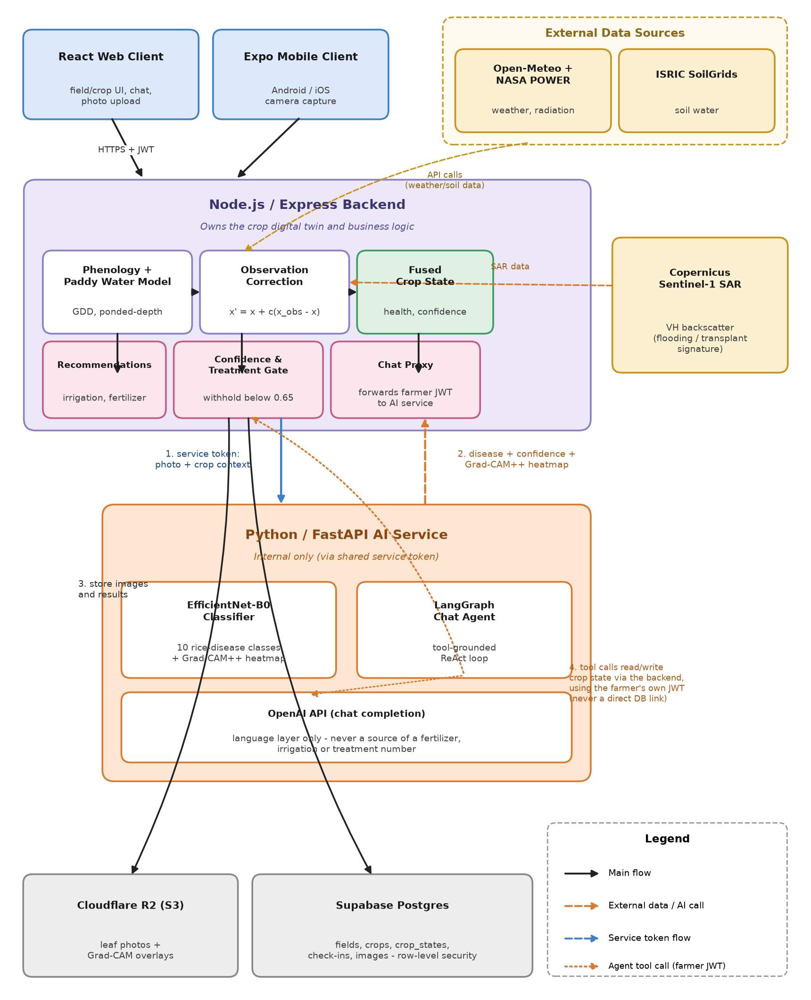 React Web Client
field/crop UI, chat,
photo upload
Expo Mobile Client
Android / iOS
camera capture
External Data Sources
Open-Meteo +
NASA POWER
weather, radiation
ISRIC SoilGrids
soil water
HTTPS + JWT
API calls
(weather/soil data)
Node.js / Express Backend
Owns the crop digital twin and business logic
Phenology +
Paddy Water Model
GDD, ponded-depth
Observation
Correction
x' = x + c(x_obs - x)
Fused
Crop State
health, confidence
SAR data
Copernicus
Sentinel-1 SAR
VH backscatter
(flooding / transplant
signature)
Recommendations
irrigation, fertilizer
Confidence &
Treatment Gate
withhold below 0.65
Chat Proxy
forwards farmer JWT
to AI service
1. service token:
photo + crop context
2. disease + confidence +
Grad-CAM++ heatmap
Python / FastAPI AI Service
Internal only (via shared service token)
3. store images
and results
EfficientNet-B0
Classifier
10 rice-disease classes
+ Grad-CAM++ heatmap
LangGraph
Chat Agent
tool-grounded
ReAct loop
4. tool calls read/write
crop state via the backend,
using the farmer's own JWT
(never a direct DB link)
OpenAI API (chat completion)
language layer only - never a source of a fertilizer,
irrigation or treatment number
Cloudflare R2 (S3)
leaf photos +
Grad-CAM overlays
Supabase Postgres
fields, crops, crop_states,
check-ins, images - row-level security
Legend
Main flow
External data / AI call
Service token flow
Agent tool call (farmer JWT)